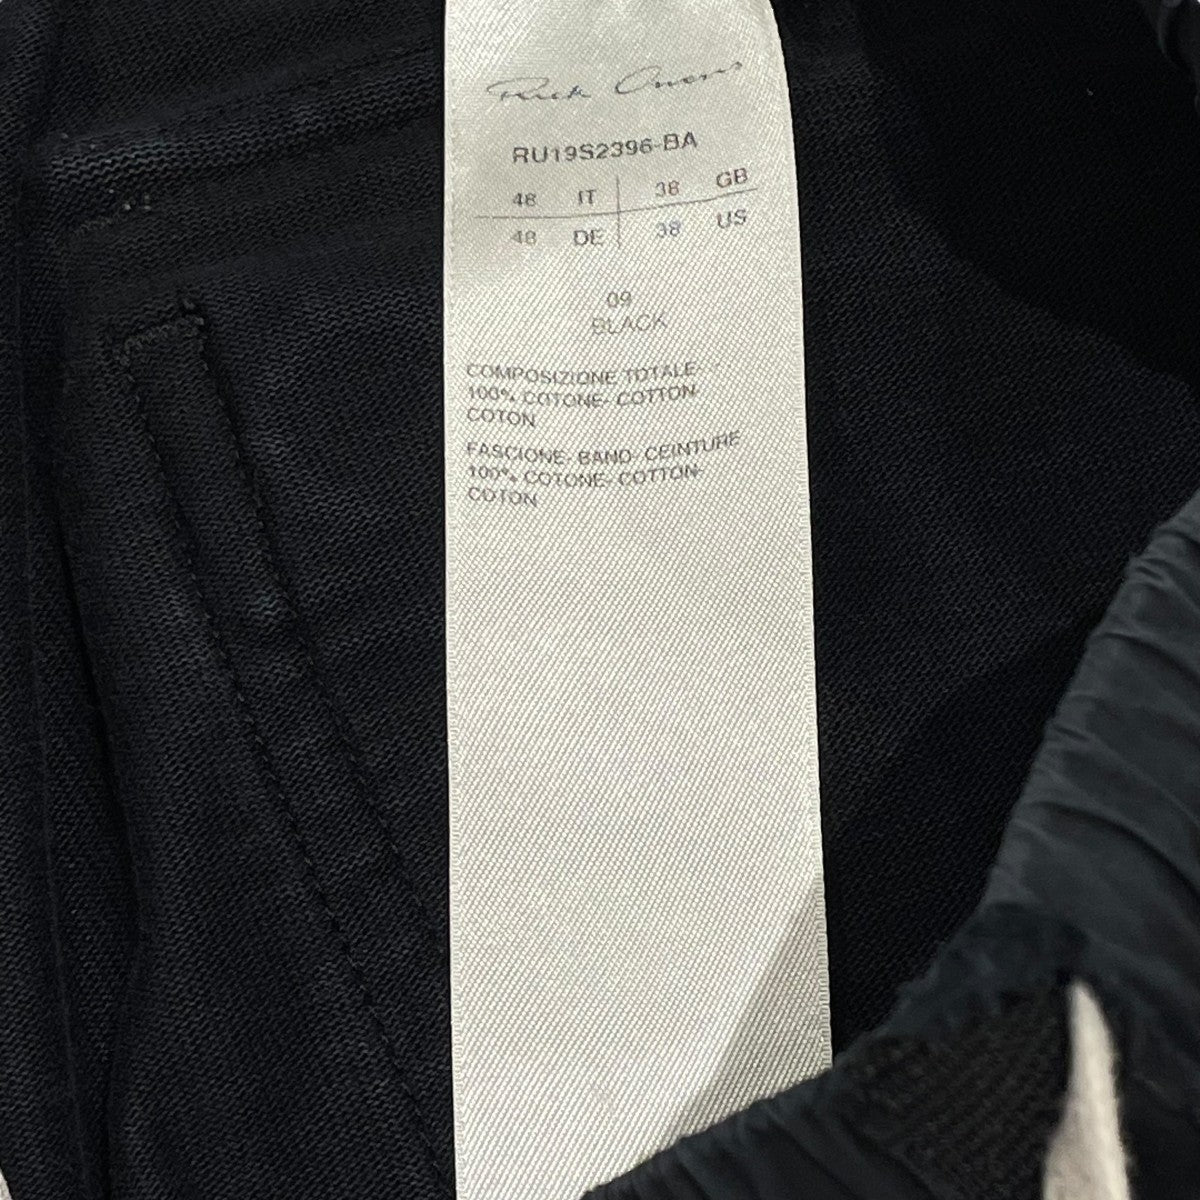 Rick Owens
RU19S2396-BA
48 IT 38 GB
48 DE 38 US
09
BLACK
COMPOSIZIONE TOTALE-
100% COTONE- COTTON-
COTON
FASCIONE- BAND- CEINTURE
100% COTONE- COTTON-
COTON